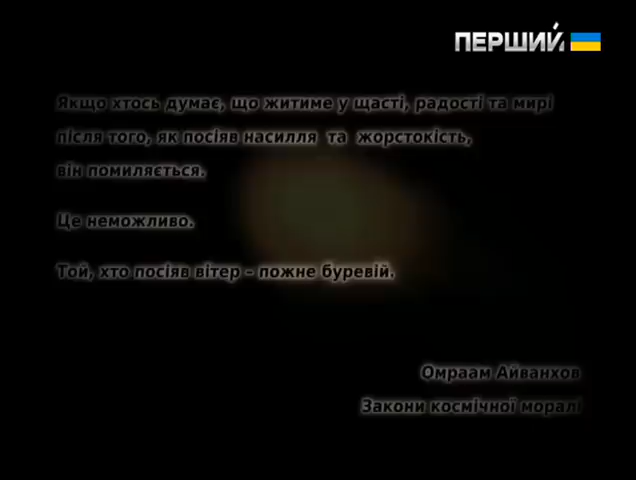 ПЕРШИЙ
Якщо хтось думає, що житиме у щасті, радості та мирі
після того, як посіяв насилля та жорстокість,
він помиляється.
Це неможливо.
Той, хто посіяв вітер - пожне буревій.
Омраам Айванхов
Закони космічної моралі